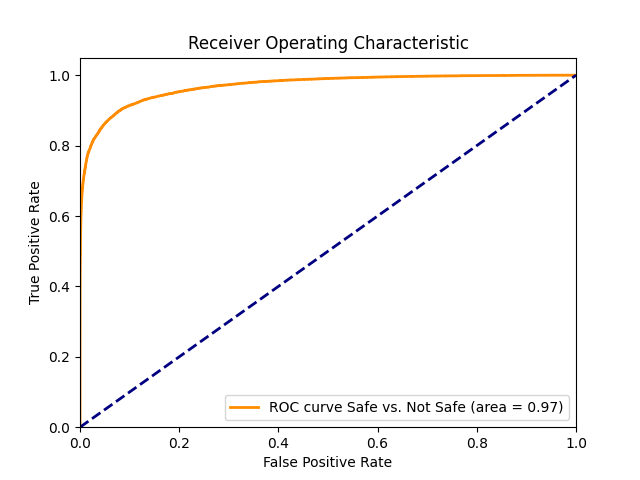 Receiver Operating Characteristic
True Positive Rate
1.0
0.8
0.6
0.4
0.2
0.0
ROC curve Safe vs. Not Safe (area = 0.97)
0.0 0.2 0.4 0.6 0.8 1.0
False Positive Rate